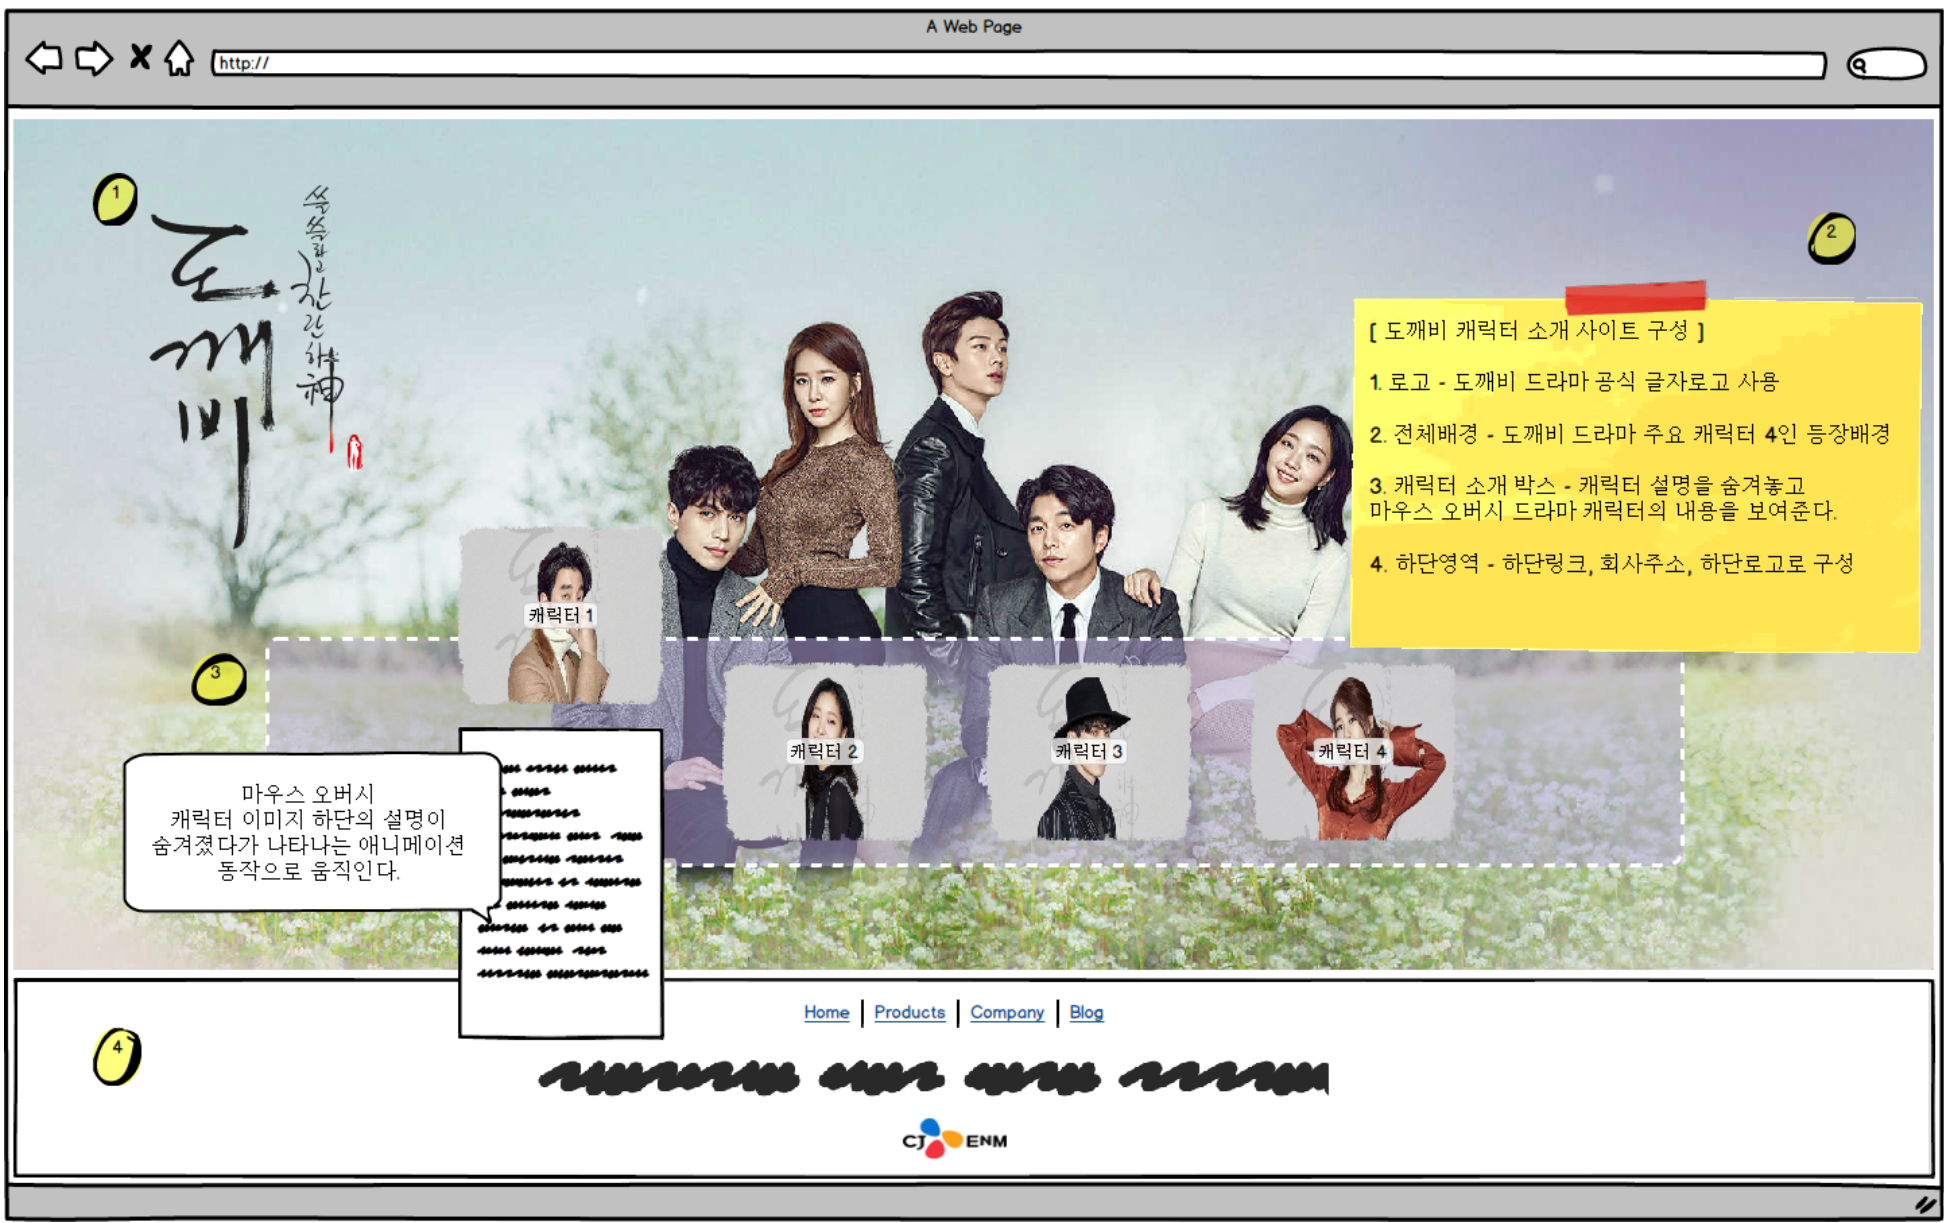 A Web Page
http://
1
도깨비
쓸쓸하고 찬란하神
2
[ 도깨비 캐릭터 소개 사이트 구성 ]
1. 로고 - 도깨비 드라마 공식 글자로고 사용
2. 전체배경 - 도깨비 드라마 주요 캐릭터 4인 등장배경
3. 캐릭터 소개 박스 - 캐릭터 설명을 숨겨놓고
마우스 오버시 드라마 캐릭터의 내용을 보여준다.
4. 하단영역 - 하단링크, 회사주소, 하단로고로 구성
캐릭터 1
3
캐릭터 2
캐릭터 3
캐릭터 4
마우스 오버시
캐릭터 이미지 하단의 설명이
숨겨졌다가 나타나는 애니메이션
동작으로 움직인다.
Home
Products
Company
Blog
4
CJ ENM